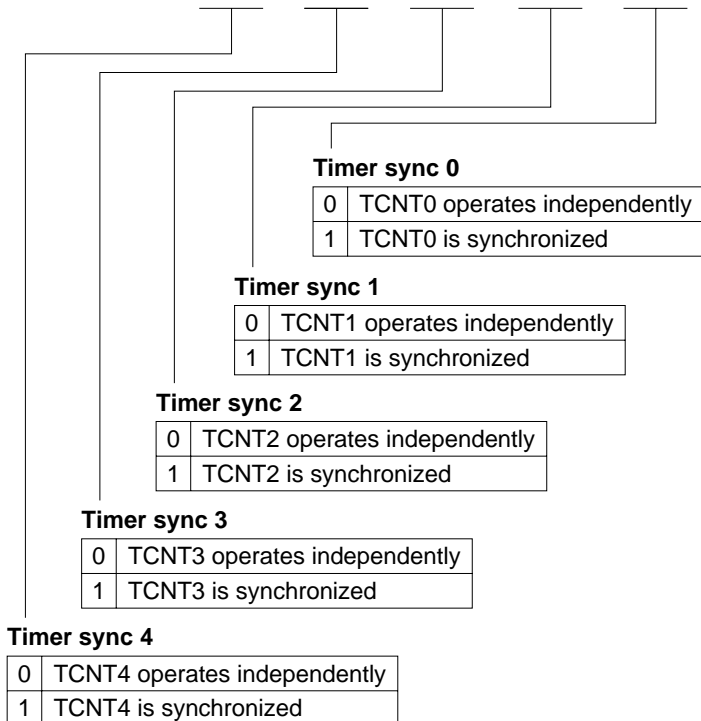 Timer sync 0
0 TCNT0 operates independently
1 TCNT0 is synchronized
Timer sync 1
0 TCNT1 operates independently
1 TCNT1 is synchronized
Timer sync 2
0 TCNT2 operates independently
1 TCNT2 is synchronized
Timer sync 3
0 TCNT3 operates independently
1 TCNT3 is synchronized
Timer sync 4
0 TCNT4 operates independently
1 TCNT4 is synchronized